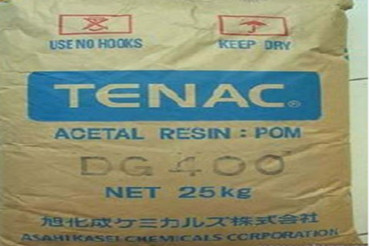 USE NO HOOKS KEEP DRY
TENAC®
ACETAL RESIN : POM
DG 400
NET 25kg
旭化成ケミカルズ株式会社
ASAHI KASEI CHEMICALS CORPORATION